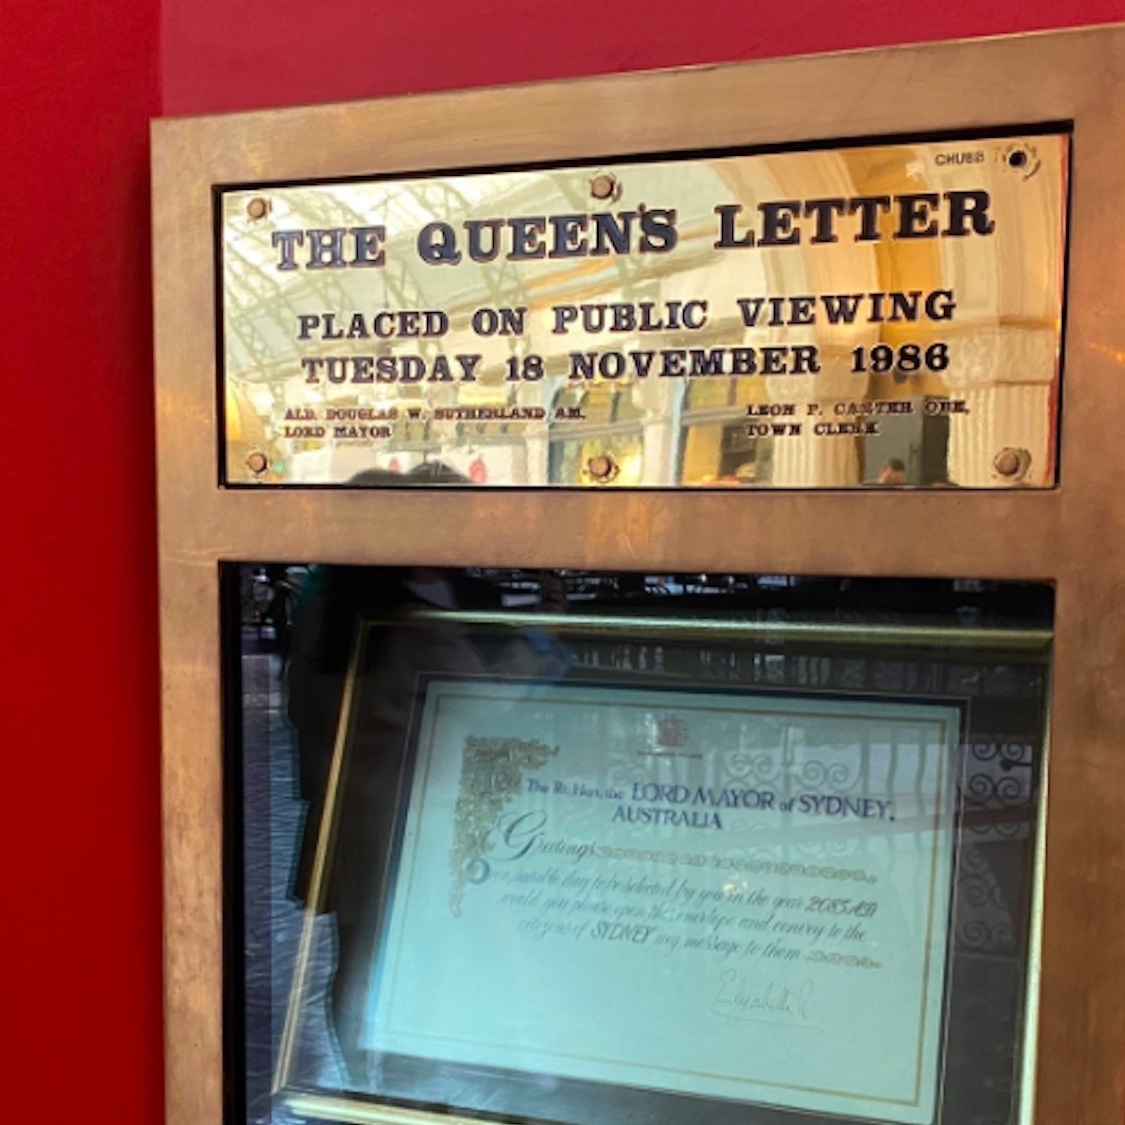 CHUBB
THE QUEEN'S LETTER
PLACED ON PUBLIC VIEWING
TUESDAY 18 NOVEMBER 1986
ALD. DOUGLAS W. SUTHERLAND AM,
LORD MAYOR
LEON P. CARTER OBE,
TOWN CLERK
The Rt. Hon. the LORD MAYOR of SYDNEY,
AUSTRALIA
Greetings
On a suitable day to be selected by you in the year 2085 A.D
would you please open this envelope and convey to the
citizens of SYDNEY my message to them
Elizabeth R